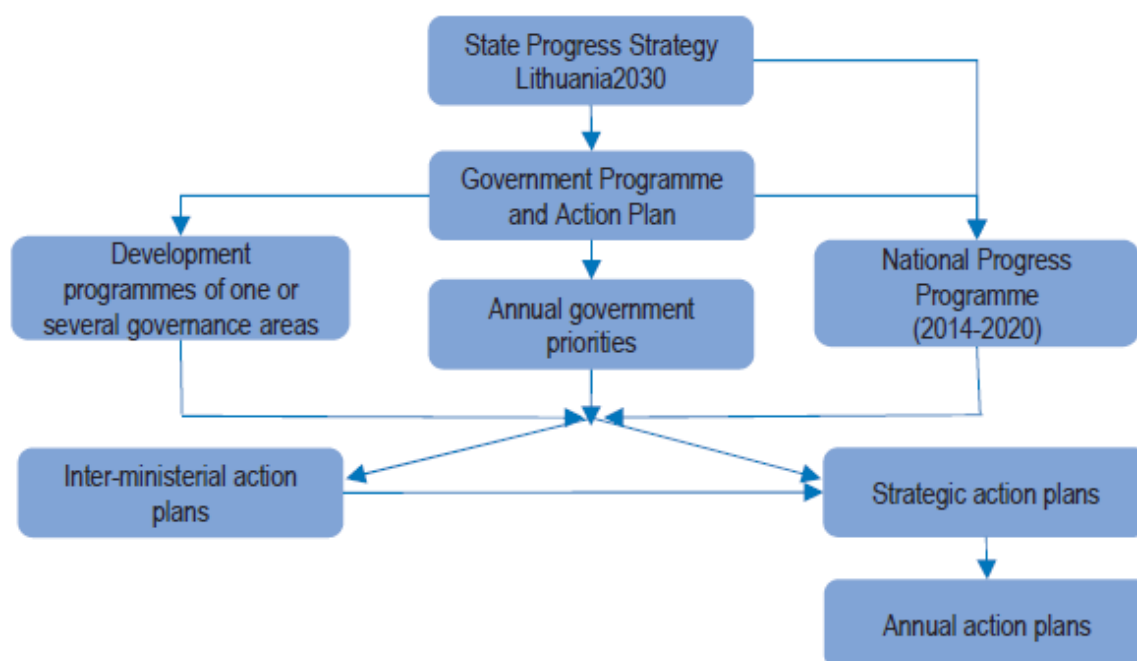 State Progress Strategy
Lithuania2030
Government Programme
and Action Plan
Development
programmes of one or
several governance areas
Annual government
priorities
National Progress
Programme
(2014-2020)
Inter-ministerial action
plans
Strategic action plans
Annual action plans